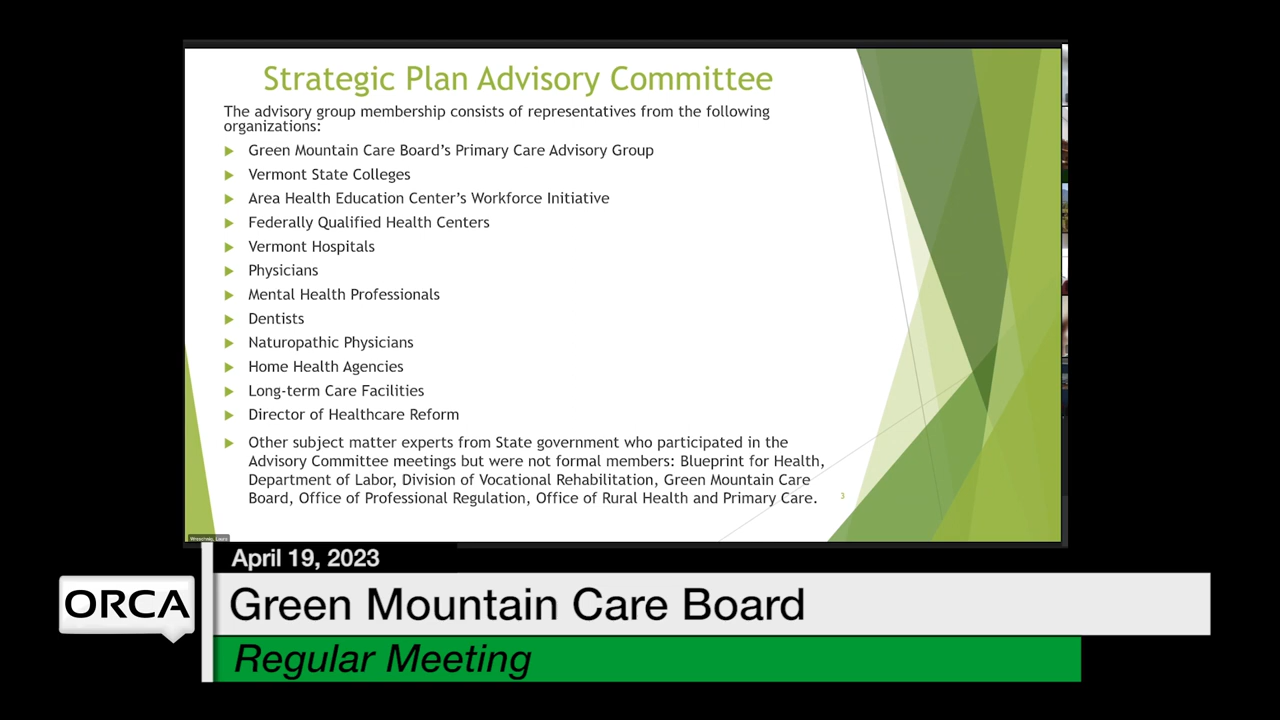 Strategic Plan Advisory Committee
The advisory group membership consists of representatives from the following
organizations:
Green Mountain Care Board's Primary Care Advisory Group
Vermont State Colleges
Area Health Education Center's Workforce Initiative
Federally Qualified Health Centers
Vermont Hospitals
Physicians
Mental Health Professionals
Dentists
Naturopathic Physicians
Home Health Agencies
Long-term Care Facilities
Director of Healthcare Reform
Other subject matter experts from State government who participated in the
Advisory Committee meetings but were not formal members: Blueprint for Health,
Department of Labor, Division of Vocational Rehabilitation, Green Mountain Care
Board, Office of Professional Regulation, Office of Rural Health and Primary Care.
3
April 19, 2023
ORCA
Green Mountain Care Board
Regular Meeting